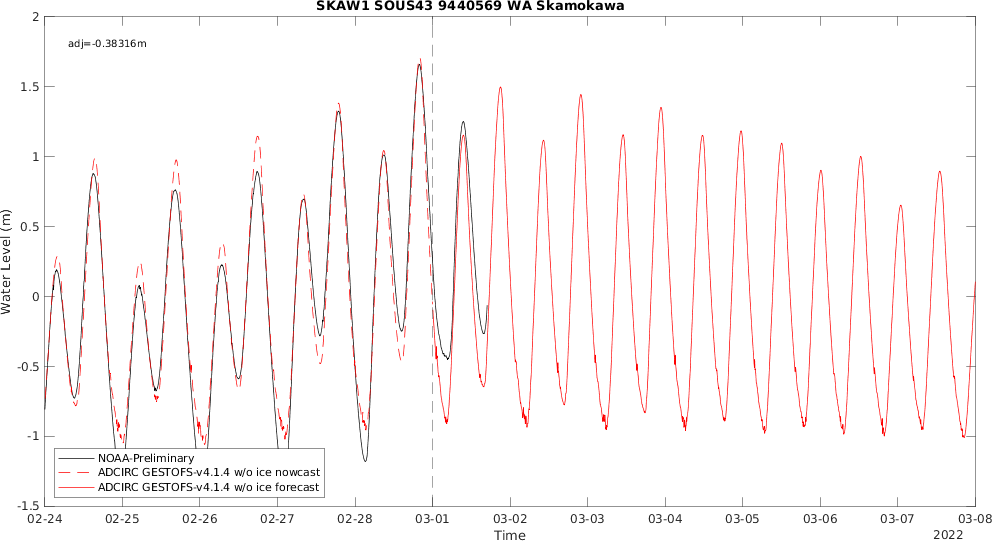 SKAW1 SOUS43 9440569 WA Skamokawa
adj=-0.38316m
Water Level (m)
2
1.5
1
0.5
0
-0.5
-1
-1.5
NOAA-Preliminary
ADCIRC GESTOFS-v4.1.4 w/o ice nowcast
ADCIRC GESTOFS-v4.1.4 w/o ice forecast
02-24 02-25 02-26 02-27 02-28 03-01 03-02 03-03 03-04 03-05 03-06 03-07 03-08
Time
2022